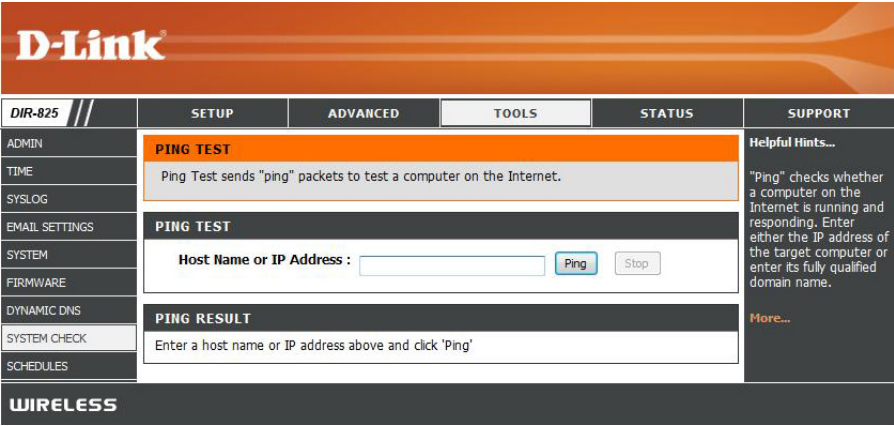 D-Link®
DIR-825
SETUP
ADVANCED
TOOLS
STATUS
SUPPORT
ADMIN
TIME
SYSLOG
EMAIL SETTINGS
SYSTEM
FIRMWARE
DYNAMIC DNS
SYSTEM CHECK
SCHEDULES
PING TEST
Ping Test sends "ping" packets to test a computer on the Internet.
PING TEST
Host Name or IP Address :
Ping
Stop
PING RESULT
Enter a host name or IP address above and click 'Ping'
Helpful Hints...
"Ping" checks whether
a computer on the
Internet is running and
responding. Enter
either the IP address of
the target computer or
enter its fully qualified
domain name.
More...
WIRELESS